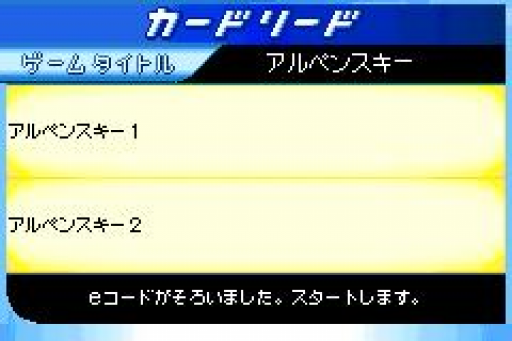 カードリード
ゲームタイトル アルペンスキー
アルペンスキー1
アルペンスキー2
eコードがそろいました。スタートします。